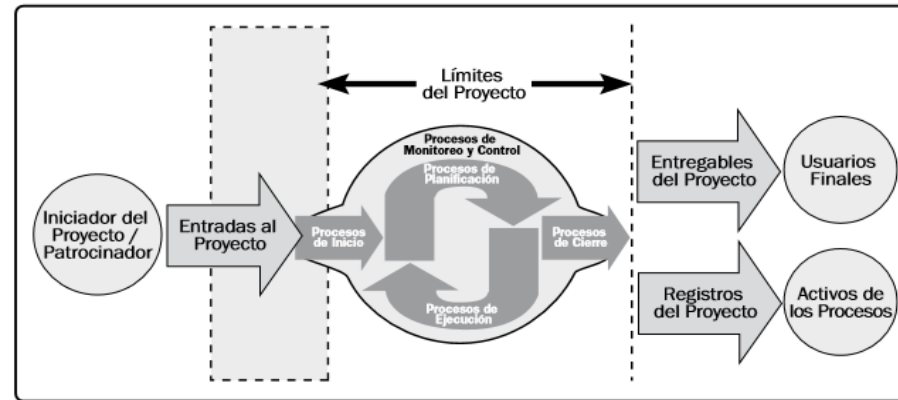 Límites
del Proyecto
Procesos de
Monitoreo y Control
Procesos de
Planificación
Iniciador del
Proyecto /
Patrocinador
Entradas al
Proyecto
Procesos
de Inicio
Procesos
de Cierre
Procesos de
Ejecución
Entregables
del Proyecto
Usuarios
Finales
Registros
del Proyecto
Activos de
los Procesos